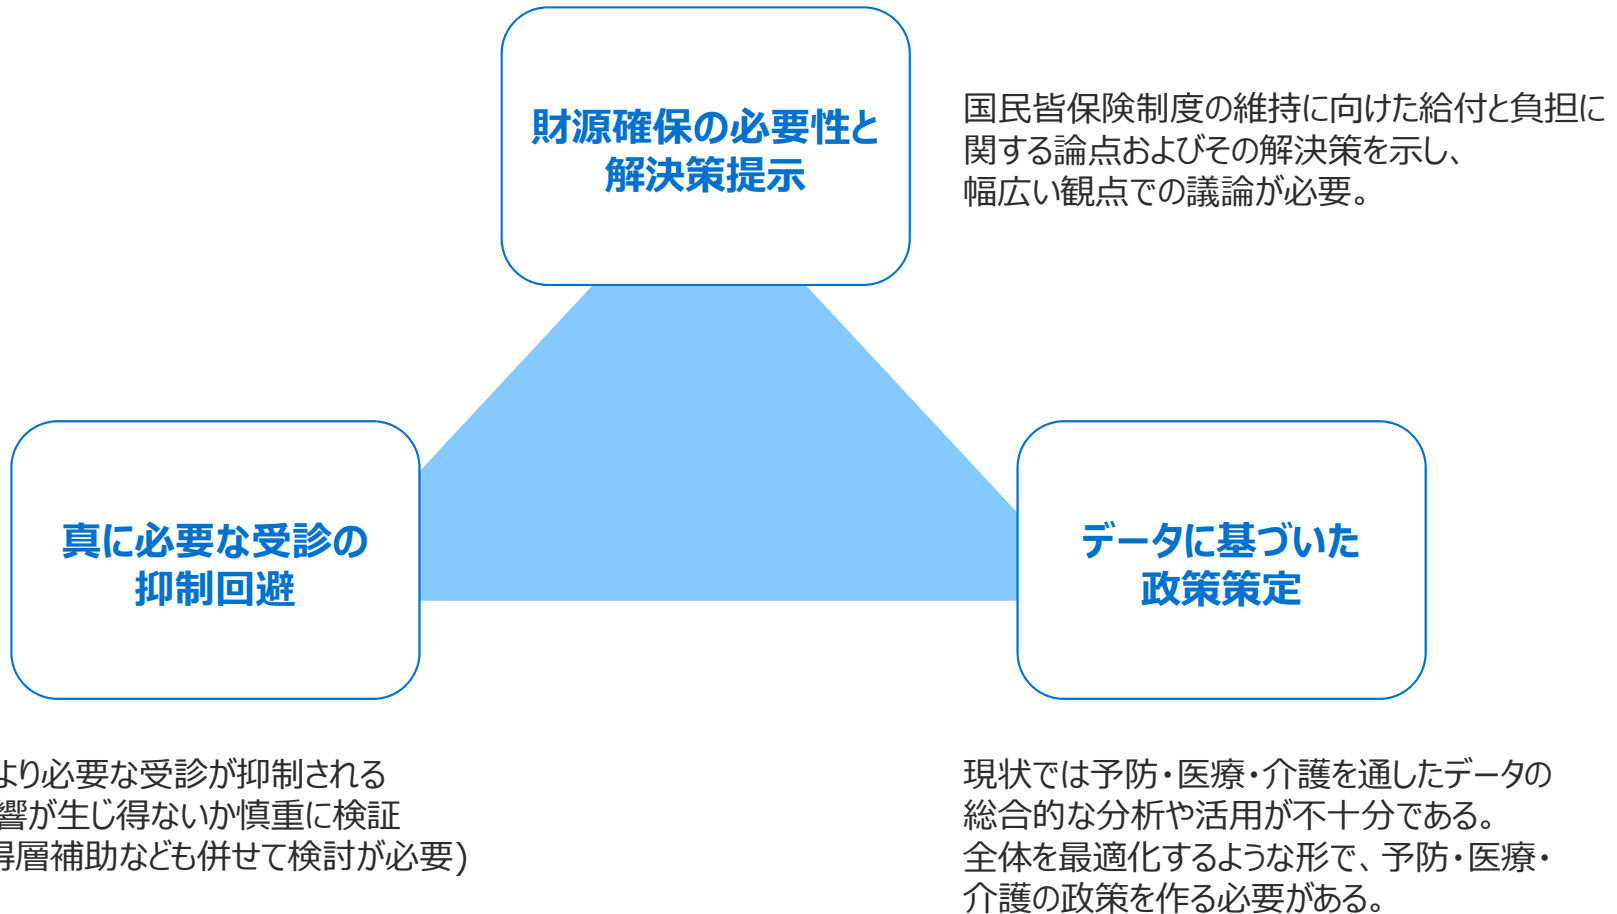 財源確保の必要性と
解決策提示
国民皆保険制度の維持に向けた給付と負担に
関する論点およびその解決策を示し、
幅広い観点での議論が必要。
真に必要な受診の
抑制回避
データに基づいた
政策策定
より必要な受診が抑制される
響が生じ得ないか慎重に検証
得層補助なども併せて検討が必要)
現状では予防・医療・介護を通したデータの
総合的な分析や活用が不十分である。
全体を最適化するような形で、予防・医療・
介護の政策を作る必要がある。